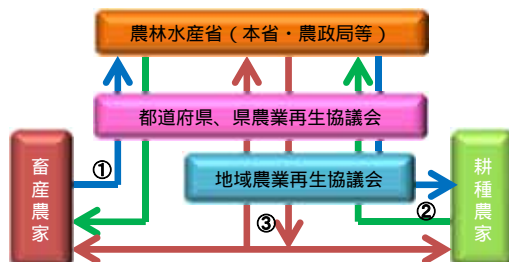 農林水産省(本省・農政局等)
都道府県、県農業再生協議会
①
畜産農家
地域農業再生協議会
耕種農家
②
③